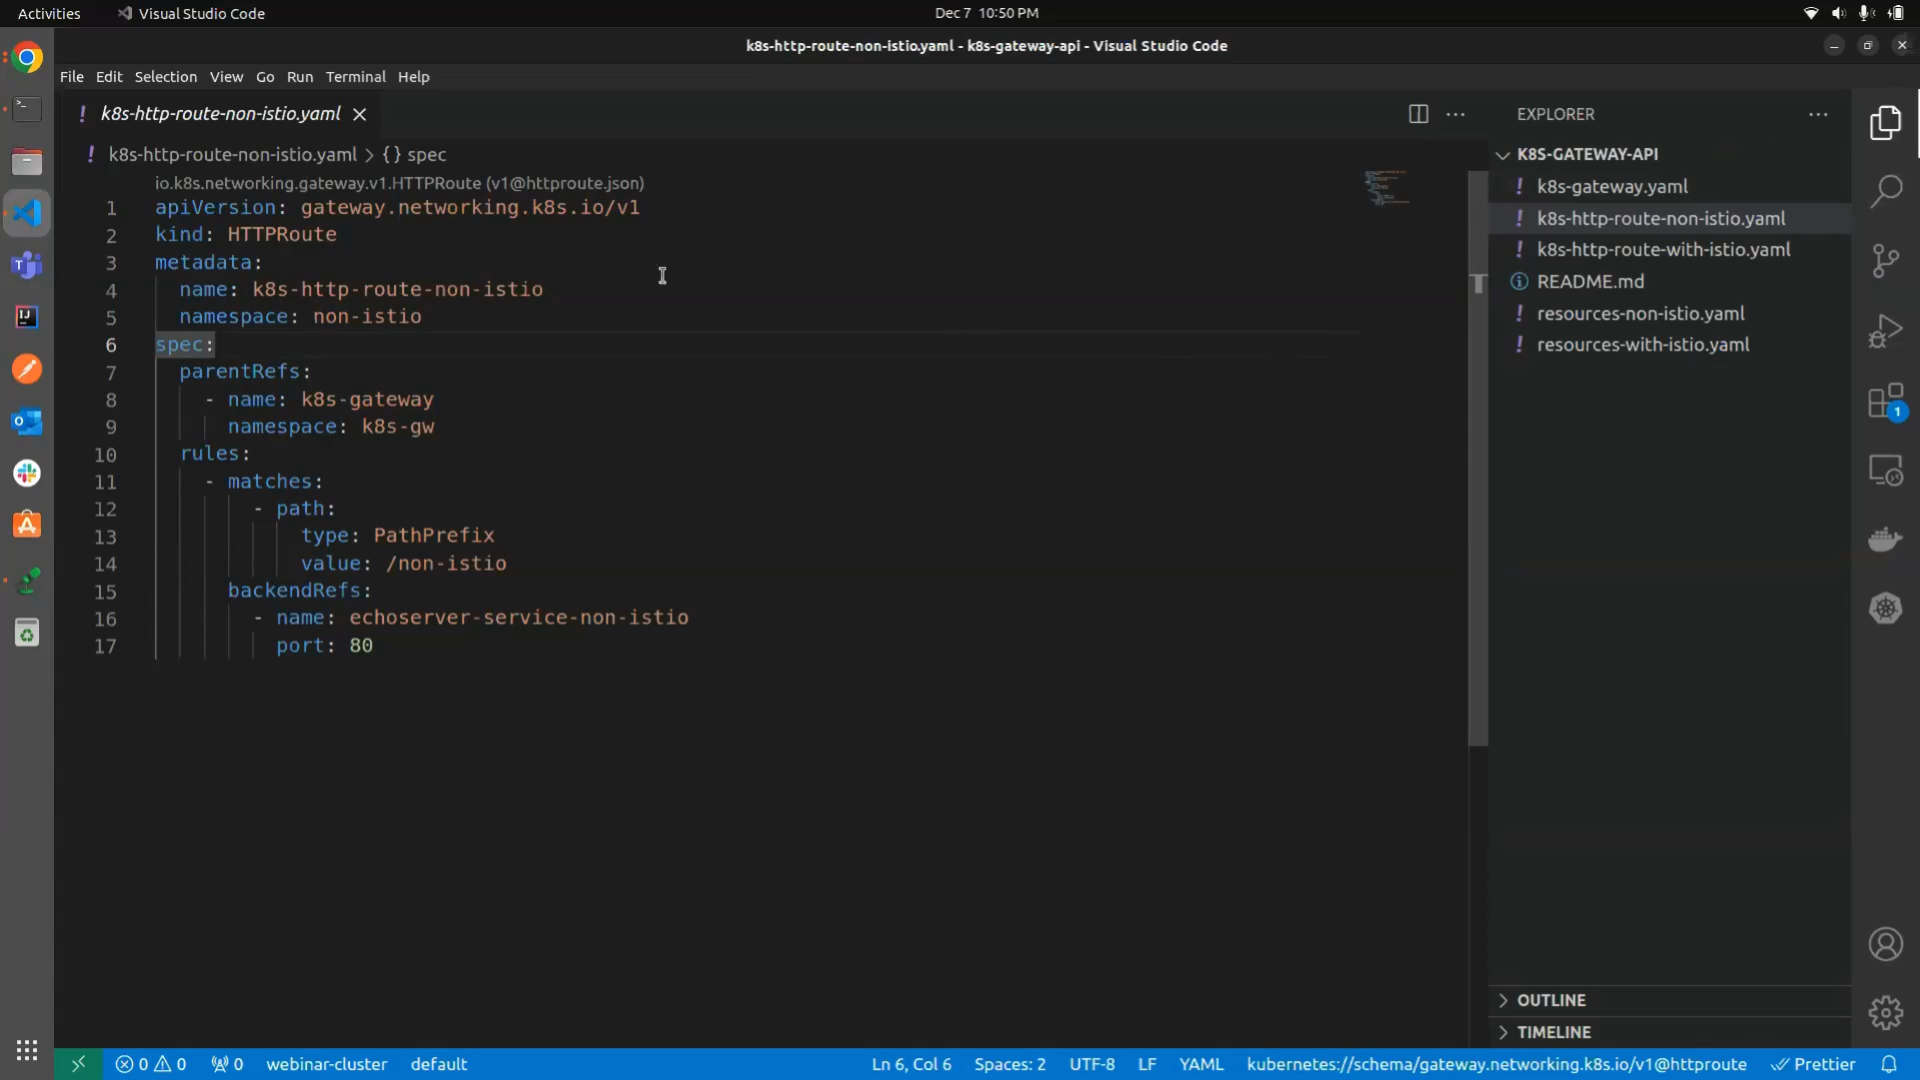 Activities
Visual Studio Code
Dec 7 10:50 PM
k8s-http-route-non-istio.yaml - k8s-gateway-api - Visual Studio Code
File Edit Selection View Go Run Terminal Help
! k8s-http-route-non-istio.yaml
! k8s-http-route-non-istio.yaml > {} spec
io.k8s.networking.gateway.v1.HTTPRoute (v1@httproute.json)
1 apiVersion: gateway.networking.k8s.io/v1
2 kind: HTTPRoute
3 metadata:
4 name: k8s-http-route-non-istio
5 namespace: non-istio
6 spec:
7 parentRefs:
8 - name: k8s-gateway
9 namespace: k8s-gw
10 rules:
11 - matches:
12 - path:
13 type: PathPrefix
14 value: /non-istio
15 backendRefs:
16 - name: echoserver-service-non-istio
17 port: 80
EXPLORER
K8S-GATEWAY-API
! k8s-gateway.yaml
! k8s-http-route-non-istio.yaml
! k8s-http-route-with-istio.yaml
README.md
! resources-non-istio.yaml
! resources-with-istio.yaml
OUTLINE
TIMELINE
1
0 0 0 webinar-cluster default
Ln 6, Col 6 Spaces: 2 UTF-8 LF YAML kubernetes://schema/gateway.networking.k8s.io/v1@httproute Prettier